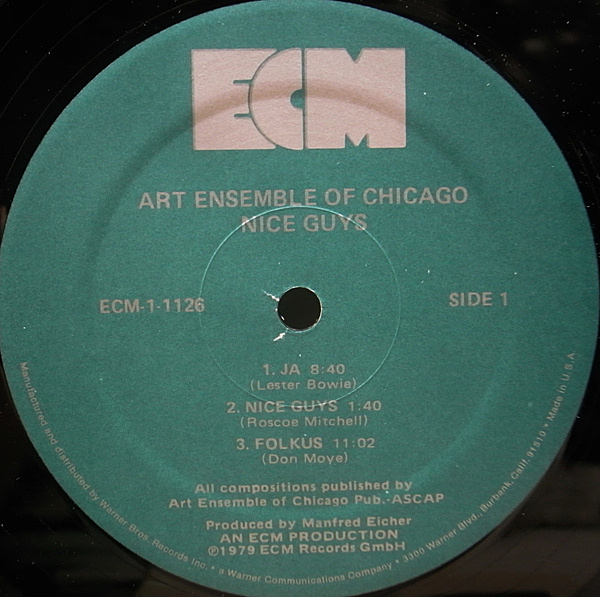 ECM
ART ENSEMBLE OF CHICAGO
NICE GUYS
ECM-1-1126
SIDE 1
1. JA 8:40
(Lester Bowie)
2. NICE GUYS 1:40
(Roscoe Mitchell)
3. FOLKUS 11:02
(Don Moye)
All compositions published by
Art Ensemble of Chicago Pub.-ASCAP
Produced by Manfred Eicher
AN ECM PRODUCTION
℗1979 ECM Records GmbH
Manufactured and distributed by Warner Bros. Records Inc. • a Warner Communications Company • 3300 Warner Blvd., Burbank, Calif. 91510 • Made in U.S.A